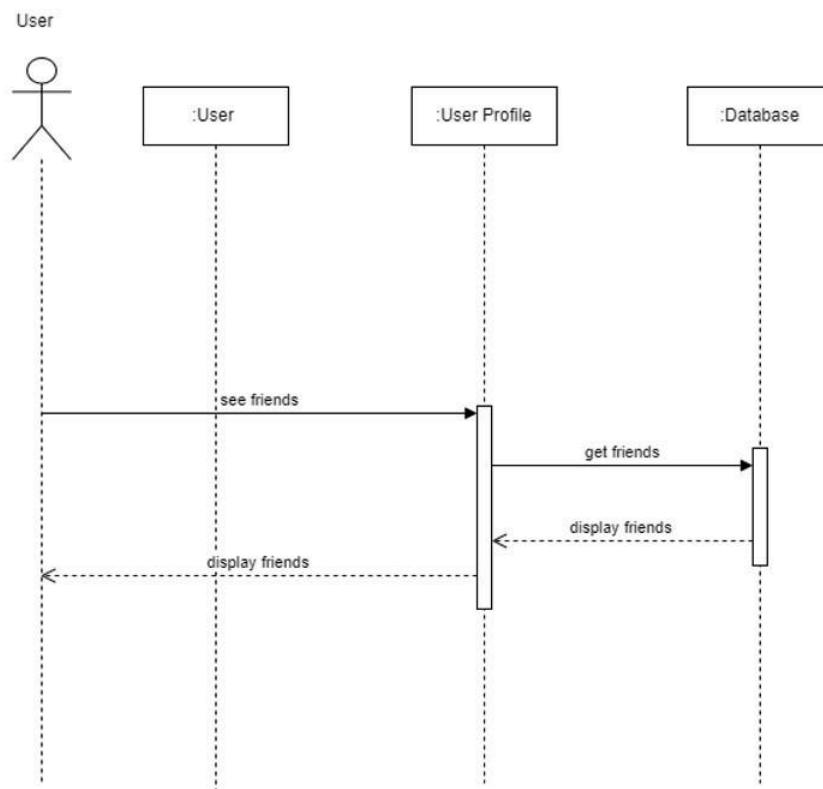 User
:User
:User Profile
:Database
see friends
get friends
display friends
display friends